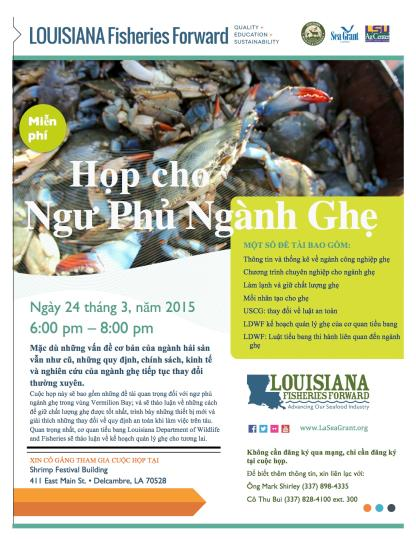 LOUISIANA Fisheries Forward
QUALITY +
EDUCATION >
SUSTAINABILITY
Sea Grant
LSU
AgCenter
Miễn
phí
Họp cho
Ngư Phủ Ngành Ghẹ
MỘT SỐ ĐỀ TÀI BAO GỒM:
Thông tin và thống kê về ngành công nghiệp ghẹ
Chương trình chuyên nghiệp cho ngành ghẹ
Làm lạnh và giữ chất lượng ghẹ
Mồi nhân tạo cho ghẹ
USCG: thay đổi về luật an toàn
LDWF kế hoạch quản lý ghẹ của cơ quan tiểu bang
LDWF: Luật tiểu bang thi hành liên quan đến ngành
ghẹ
Ngày 24 tháng 3, năm 2015
6:00 pm – 8:00 pm
Mặc dù những vấn đề cơ bản của ngành hải sản
vẫn như cũ, những quy định, chính sách, kinh tế
và nghiên cứu của ngành ghẹ tiếp tục thay đổi
thường xuyên.
Cuộc họp này sẽ bao gồm những đề tài quan trọng đối với ngư phủ
ngành ghẹ trong vùng Vermilion Bay; và sẽ thảo luận về những cách
để giữ chất lượng ghẹ được tốt nhất, trình bày những thiết bị mới và
giải thích những thay đổi về quy định an toàn khi làm việc trên tàu.
Quan trọng nhất, cơ quan tiểu bang Louisiana Department of Wildlife
and Fisheries sẽ thảo luận về kế hoạch quản lý ghẹ cho tương lai.
XIN CỐ GẮNG THAM GIA CUỘC HỌP TẠI
Shrimp Festival Building
411 East Main St. • Delcambre, LA 70528
LOUISIANA
FISHERIES FORWARD
Advancing Our Seafood Industry
www.LaSeaGrant.org
Không cần đăng ký qua mạng, chỉ cần đăng ký
tại cuộc họp.
Để biết thêm thông tin, xin liên lạc với:
Ông Mark Shirley (337) 898-4335
Cô Thu Bui (337) 828-4100 ext. 300